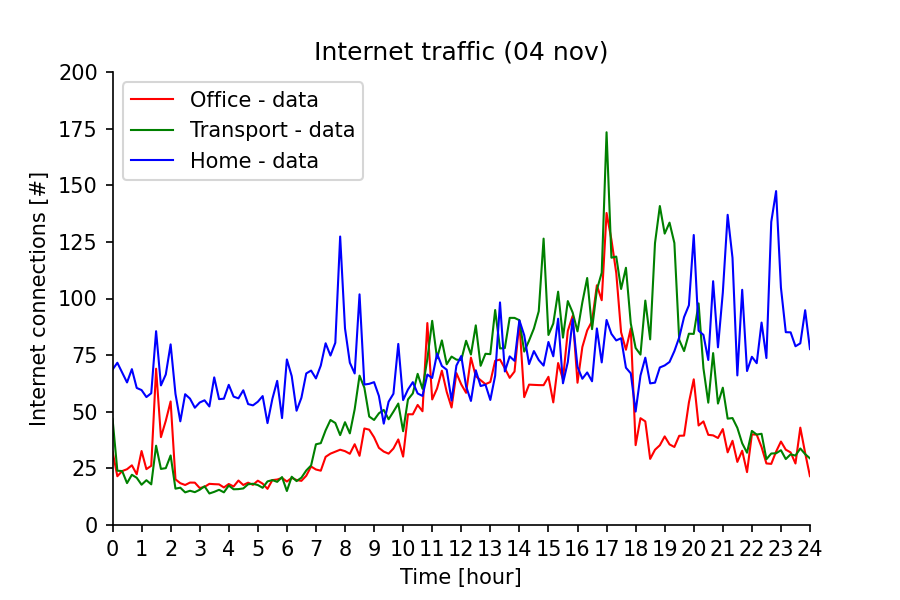 Internet traffic (04 nov)
200
175
150
125
100
75
50
25
0
Internet connections [#]
Office - data
Transport - data
Home - data
0 1 2 3 4 5 6 7 8 9 10 11 12 13 14 15 16 17 18 19 20 21 22 23 24
Time [hour]